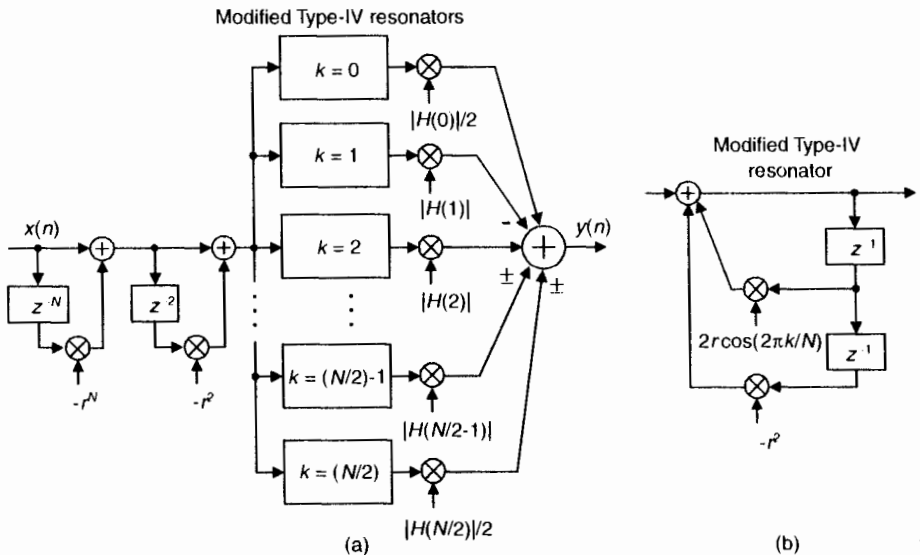 Modified Type-IV resonators
k = 0
|H(0)|/2
k = 1
|H(1)|
-
x(n)
y(n)
k = 2
|H(2)|
±
±
z-N
z-2
-r^N
-r^2
k = (N/2)-1
|H(N/2-1)|
k = (N/2)
|H(N/2)|/2
(a)
Modified Type-IV
resonator
z-1
2r cos(2πk/N)
z-1
-r^2
(b)